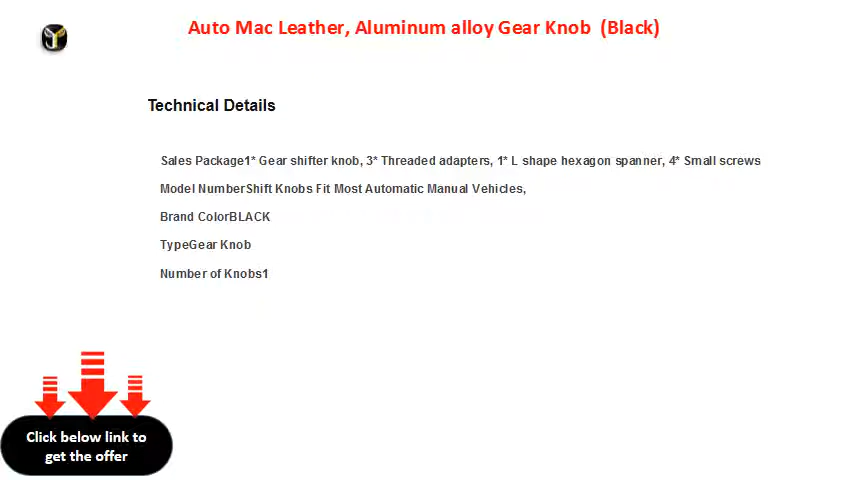 Auto Mac Leather, Aluminum alloy Gear Knob (Black)
Technical Details
Sales Package1* Gear shifter knob, 3* Threaded adapters, 1* L shape hexagon spanner, 4* Small screws
Model NumberShift Knobs Fit Most Automatic Manual Vehicles,
Brand ColorBLACK
TypeGear Knob
Number of Knobs1
Click below link to
get the offer